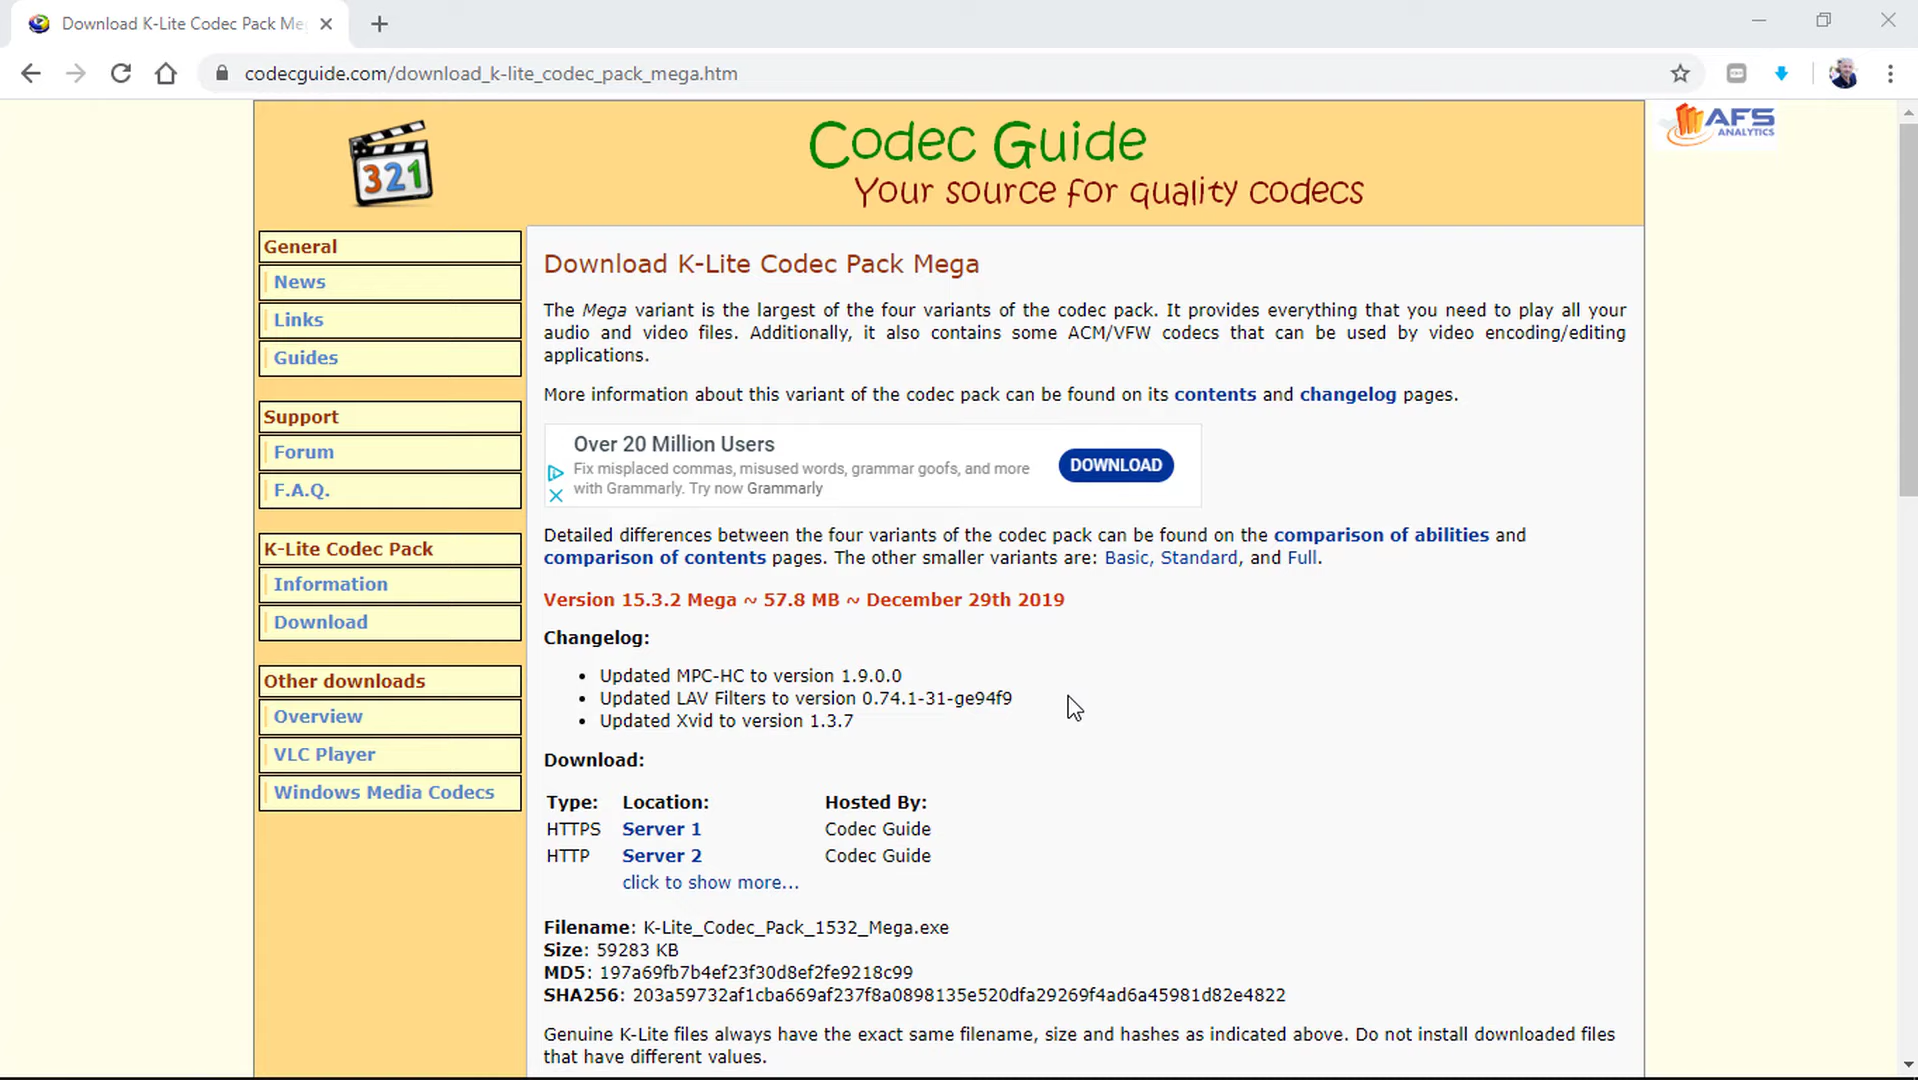 Download K-Lite Codec Pack Me
codecguide.com/download_k-lite_codec_pack_mega.htm
321
Codec Guide
Your source for quality codecs
AFS
ANALYTICS
General
News
Links
Guides
Support
Forum
F.A.Q.
K-Lite Codec Pack
Information
Download
Other downloads
Overview
VLC Player
Windows Media Codecs
Download K-Lite Codec Pack Mega
The Mega variant is the largest of the four variants of the codec pack. It provides everything that you need to play all your
audio and video files. Additionally, it also contains some ACM/VFW codecs that can be used by video encoding/editing
applications.
More information about this variant of the codec pack can be found on its contents and changelog pages.
Over 20 Million Users
Fix misplaced commas, misused words, grammar goofs, and more
with Grammarly. Try now Grammarly
DOWNLOAD
Detailed differences between the four variants of the codec pack can be found on the comparison of abilities and
comparison of contents pages. The other smaller variants are: Basic, Standard, and Full.
Version 15.3.2 Mega ~ 57.8 MB ~ December 29th 2019
Changelog:
• Updated MPC-HC to version 1.9.0.0
• Updated LAV Filters to version 0.74.1-31-ge94f9
• Updated Xvid to version 1.3.7
Download:
Type: Location: Hosted By:
HTTPS Server 1 Codec Guide
HTTP Server 2 Codec Guide
click to show more...
Filename: K-Lite_Codec_Pack_1532_Mega.exe
Size: 59283 KB
MD5: 197a69fb7b4ef23f30d8ef2fe9218c99
SHA256: 203a59732af1cba669af237f8a0898135e520dfa29269f4ad6a45981d82e4822
Genuine K-Lite files always have the exact same filename, size and hashes as indicated above. Do not install downloaded files
that have different values.